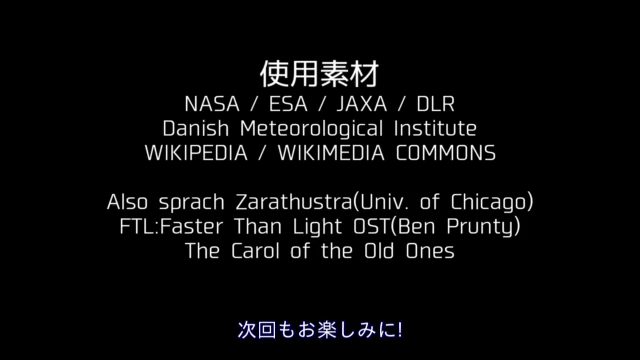 使用素材
NASA / ESA / JAXA / DLR
Danish Meteorological Institute
WIKIPEDIA / WIKIMEDIA COMMONS
Also sprach Zarathustra(Univ. of Chicago)
FTL:Faster Than Light OST(Ben Prunty)
The Carol of the Old Ones
次回もお楽しみに!